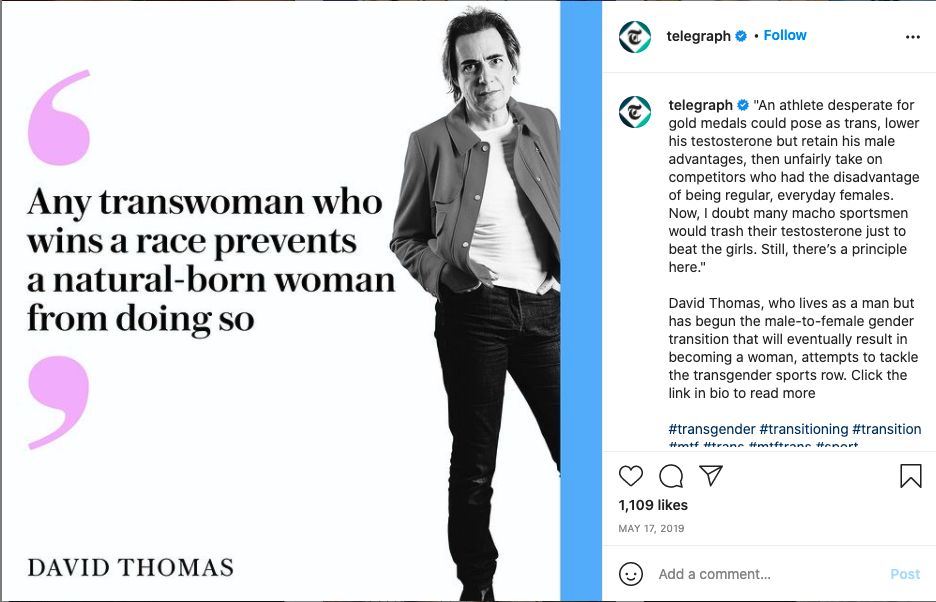 ‘
Any transwoman who
wins a race prevents
a natural-born woman
from doing so
’
DAVID THOMAS
telegraph • Follow
telegraph "An athlete desperate for
gold medals could pose as trans, lower
his testosterone but retain his male
advantages, then unfairly take on
competitors who had the disadvantage
of being regular, everyday females.
Now, I doubt many macho sportsmen
would trash their testosterone just to
beat the girls. Still, there’s a principle
here."
David Thomas, who lives as a man but
has begun the male-to-female gender
transition that will eventually result in
becoming a woman, attempts to tackle
the transgender sports row. Click the
link in bio to read more
#transgender #transitioning #transition
#mtf #trans #mtftrans #sport
1,109 likes
MAY 17, 2019
Add a comment...
Post